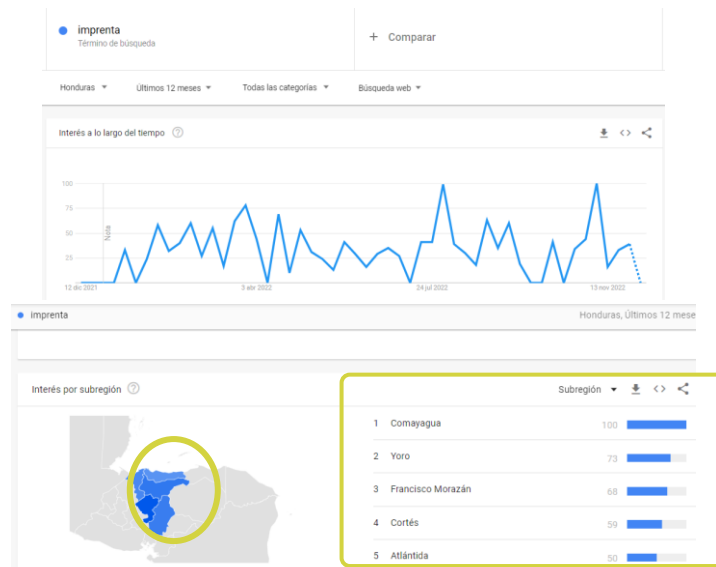 imprenta
Término de búsqueda
+ Comparar
Honduras
Últimos 12 meses
Todas las categorías
Búsqueda web
Interés a lo largo del tiempo
100
75
50
25
Nota
12 dic 2021
3 abr 2022
24 jul 2022
13 nov 2022
imprenta
Honduras, Últimos 12 mese
Interés por subregión
Subregión
1 Comayagua 100
2 Yoro 73
3 Francisco Morazán 68
4 Cortés 59
5 Atlántida 50